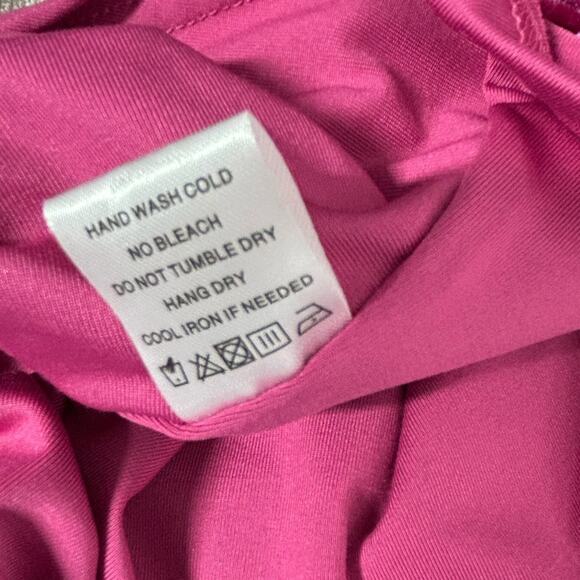 HAND WASH COLD
NO BLEACH
DO NOT TUMBLE DRY
HANG DRY
COOL IRON IF NEEDED